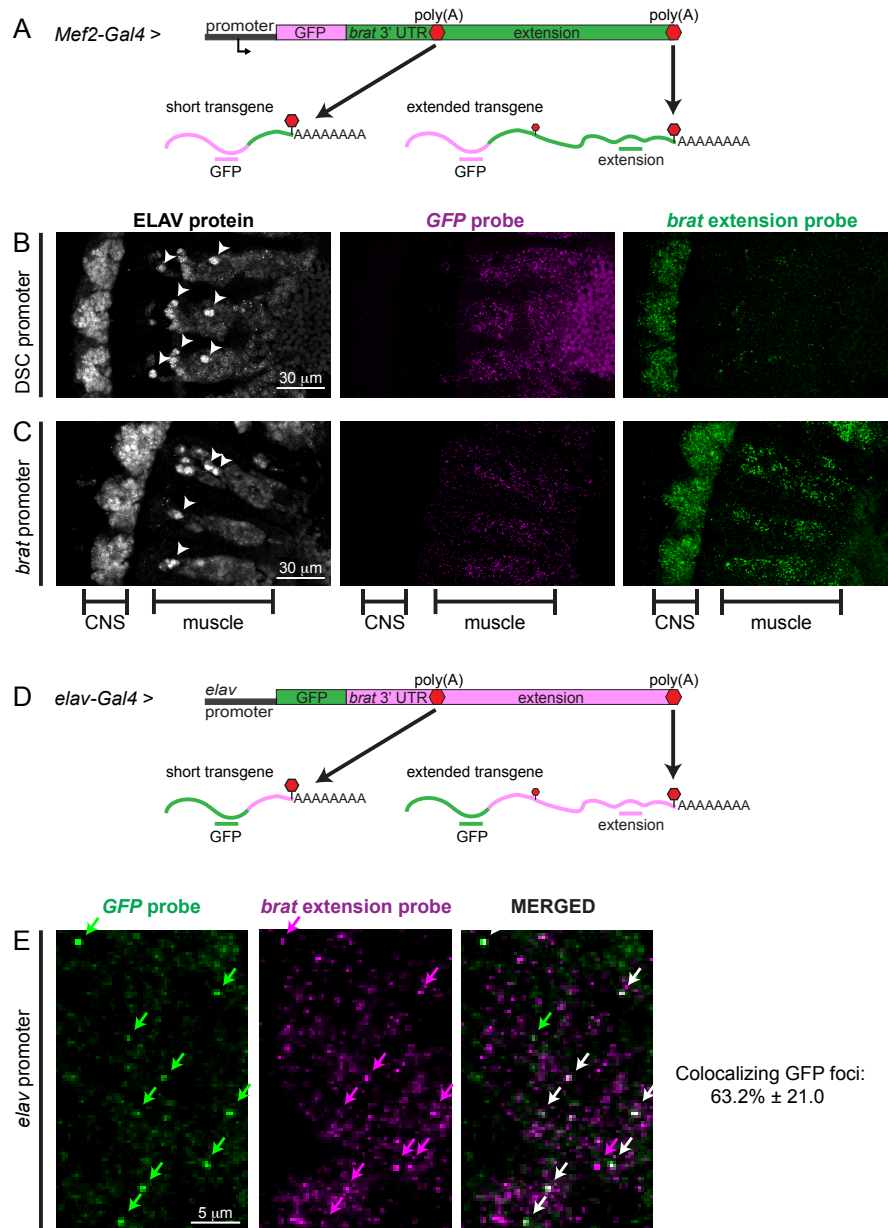 A
Mef2-Gal4 >
promoter
GFP
brat 3' UTR
poly(A)
extension
poly(A)
short transgene
AAAAAAAA
GFP
extended transgene
AAAAAAAA
GFP
extension
ELAV protein
GFP probe
brat extension probe
B
DSC promoter
30 µm
C
brat promoter
30 µm
CNS
muscle
CNS
muscle
CNS
muscle
D
elav-Gal4 >
elav
promoter
GFP
brat 3' UTR
poly(A)
extension
poly(A)
short transgene
AAAAAAAA
GFP
extended transgene
AAAAAAAA
GFP
extension
GFP probe
brat extension probe
MERGED
E
elav promoter
5 µm
Colocalizing GFP foci:
63.2% ± 21.0